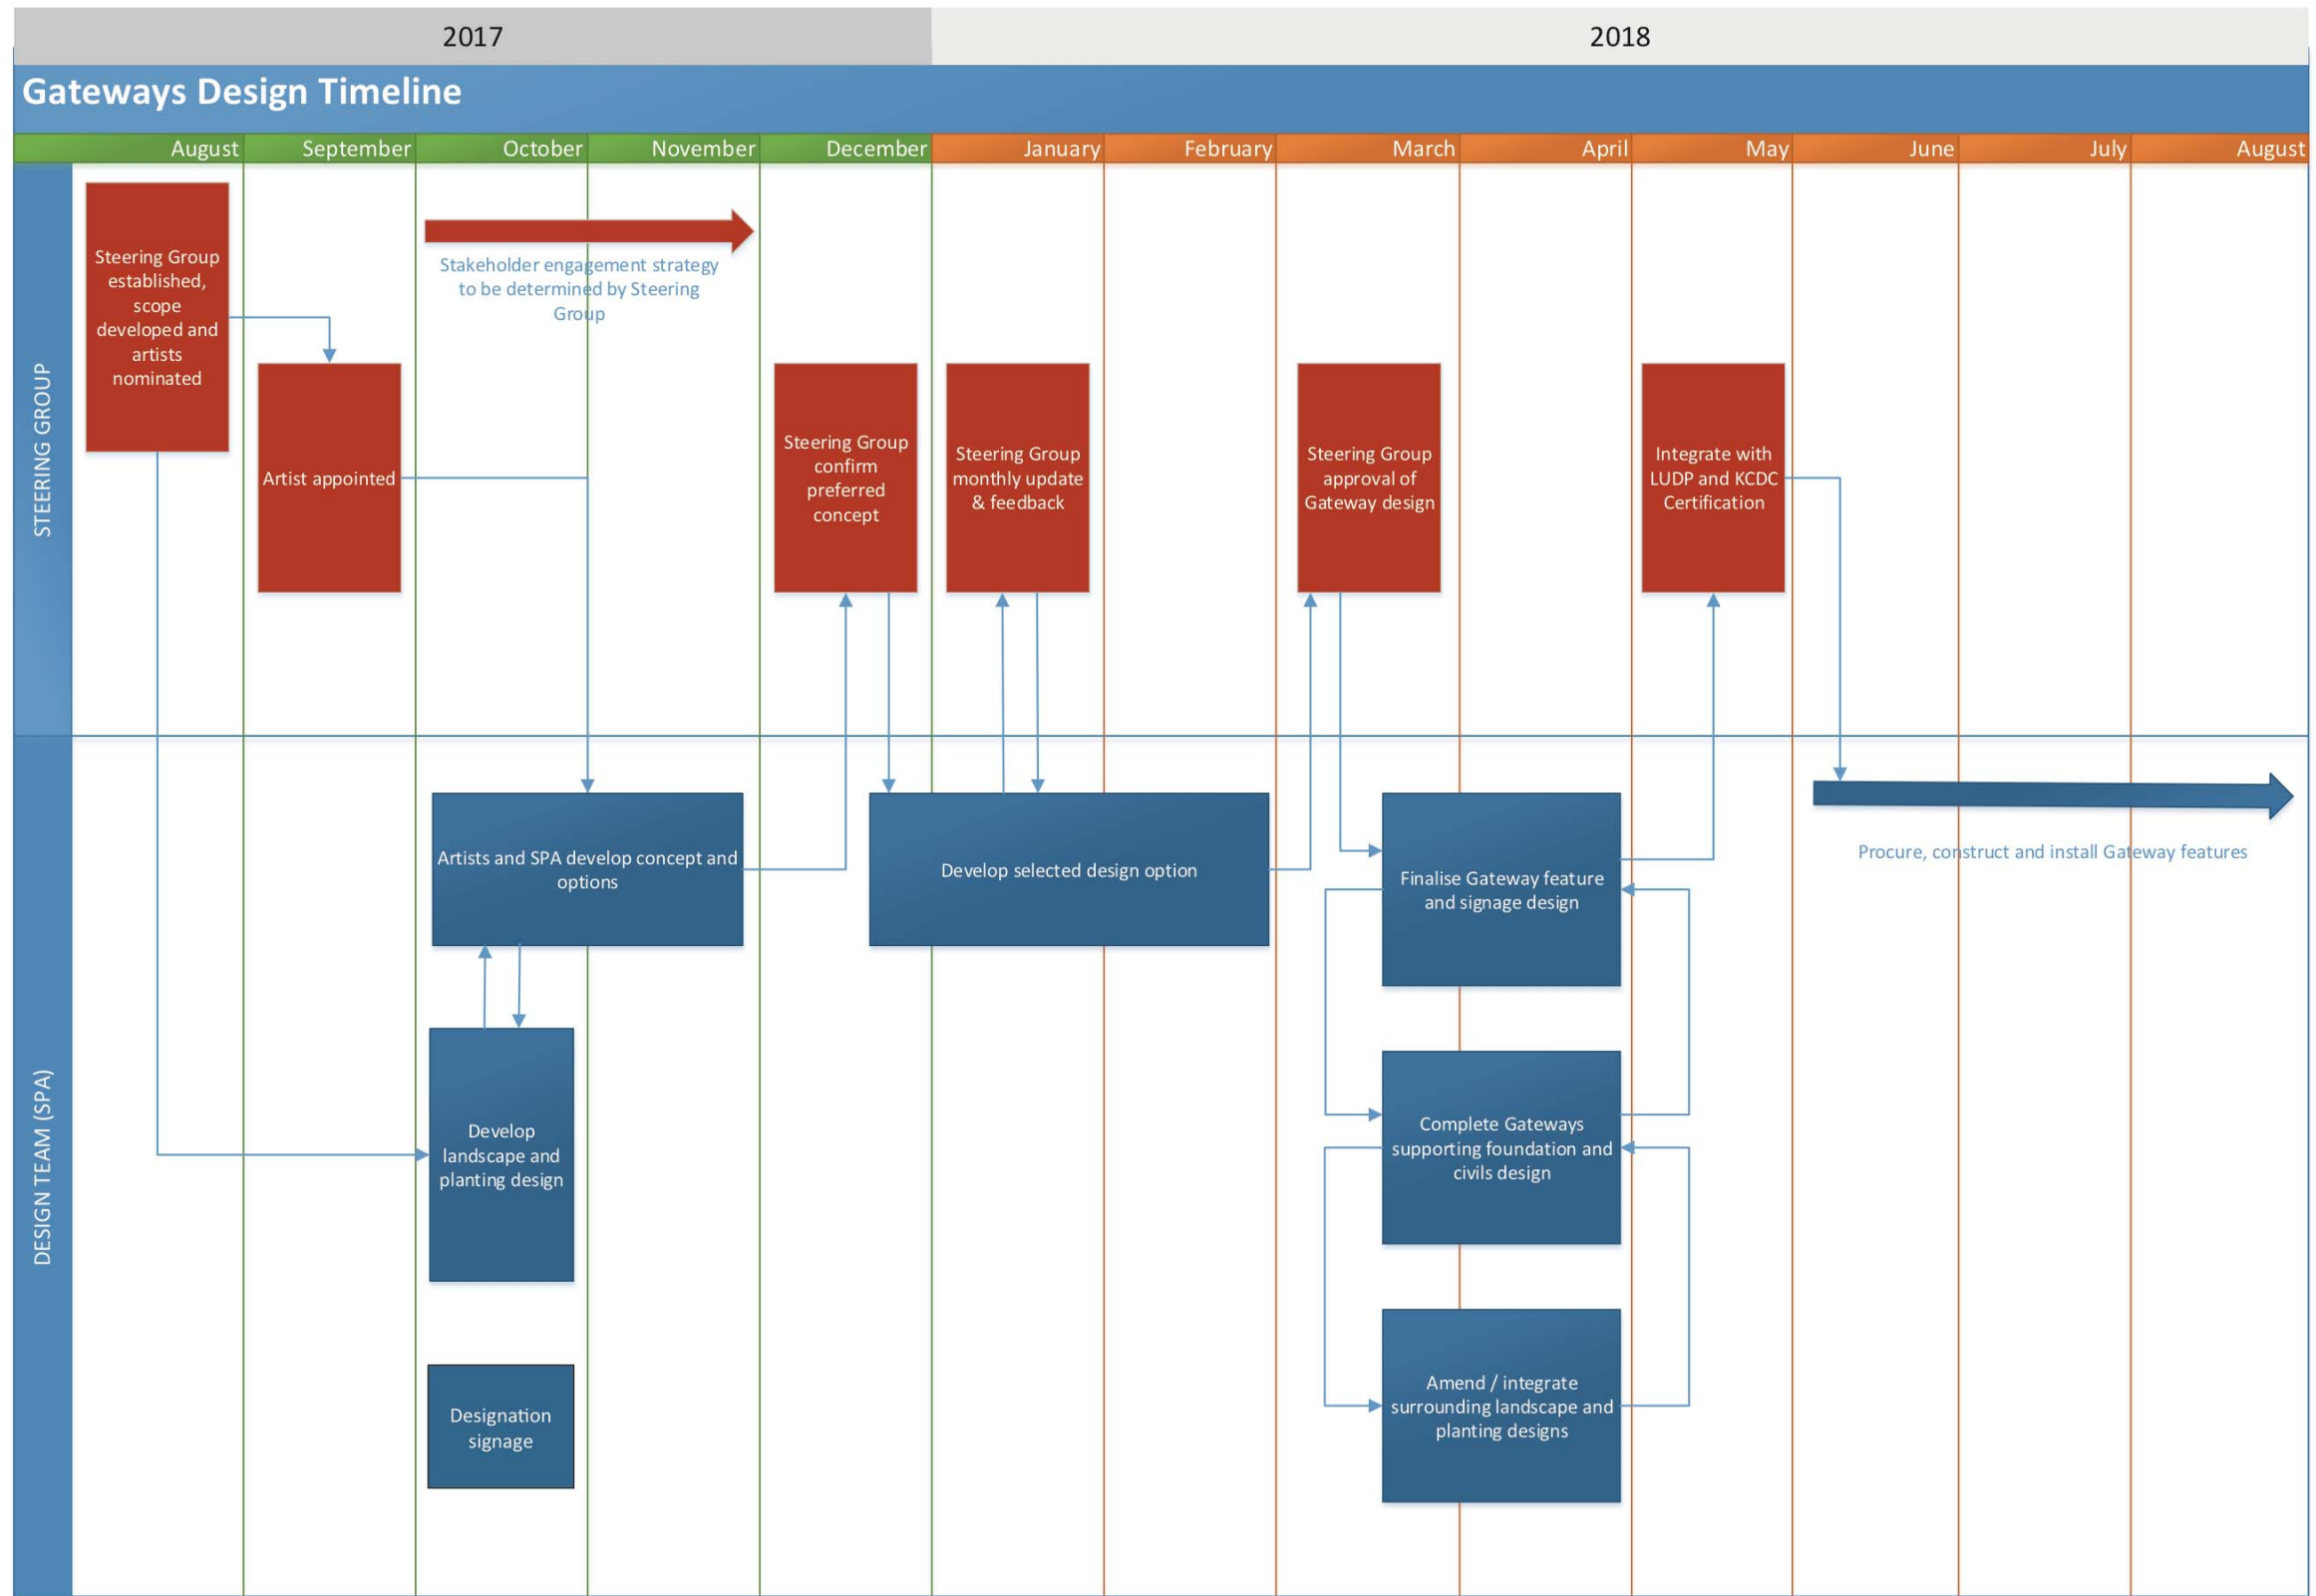 2017
2018
Gateways Design Timeline
August
September
October
November
December
January
February
March
April
May
June
July
August
STEERING GROUP
Steering Group
established,
scope
developed and
artists
nominated
Stakeholder engagement strategy
to be determined by Steering
Group
Artist appointed
Steering Group
confirm
preferred
concept
Steering Group
monthly update
& feedback
Steering Group
approval of
Gateway design
Integrate with
LUDP and KCDC
Certification
DESIGN TEAM (SPA)
Artists and SPA develop concept and
options
Develop selected design option
Finalise Gateway feature
and signage design
Procure, construct and install Gateway features
Develop
landscape and
planting design
Complete Gateways
supporting foundation and
civils design
Designation
signage
Amend / integrate
surrounding landscape and
planting designs